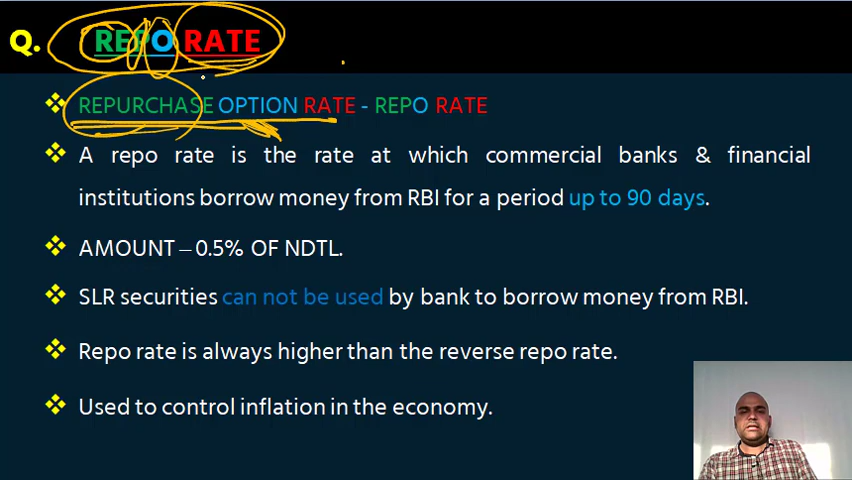 Q. REPO RATE
REPURCHASE OPTION RATE - REPO RATE
A repo rate is the rate at which commercial banks & financial
institutions borrow money from RBI for a period up to 90 days.
AMOUNT – 0.5% OF NDTL.
SLR securities can not be used by bank to borrow money from RBI.
Repo rate is always higher than the reverse repo rate.
Used to control inflation in the economy.